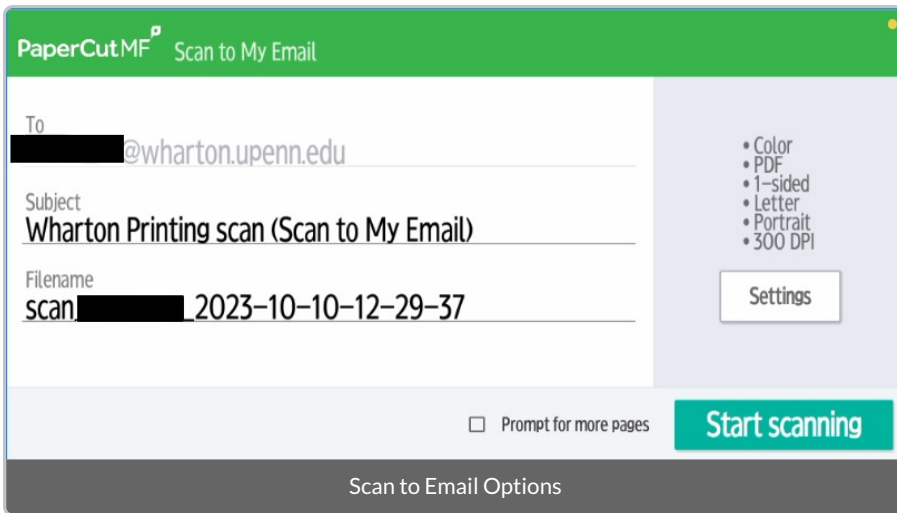 PaperCutMF Scan to My Email
To
@wharton.upenn.edu
Subject
Wharton Printing scan (Scan to My Email)
Filename
scan_ _2023-10-10-12-29-37
• Color
• PDF
• 1-sided
• Letter
• Portrait
• 300 DPI
Settings
Prompt for more pages
Start scanning
Scan to Email Options